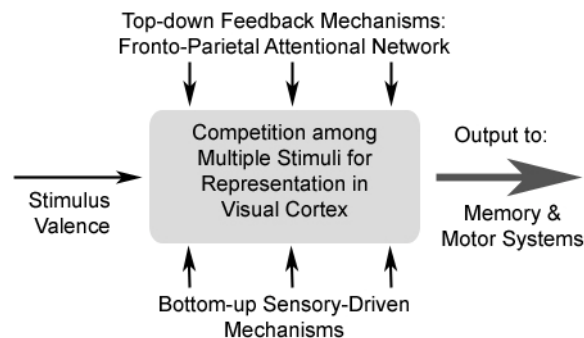 Top-down Feedback Mechanisms:
Fronto-Parietal Attentional Network
Competition among
Multiple Stimuli for
Representation in
Visual Cortex
Stimulus
Valence
Output to:
Memory &
Motor Systems
Bottom-up Sensory-Driven
Mechanisms